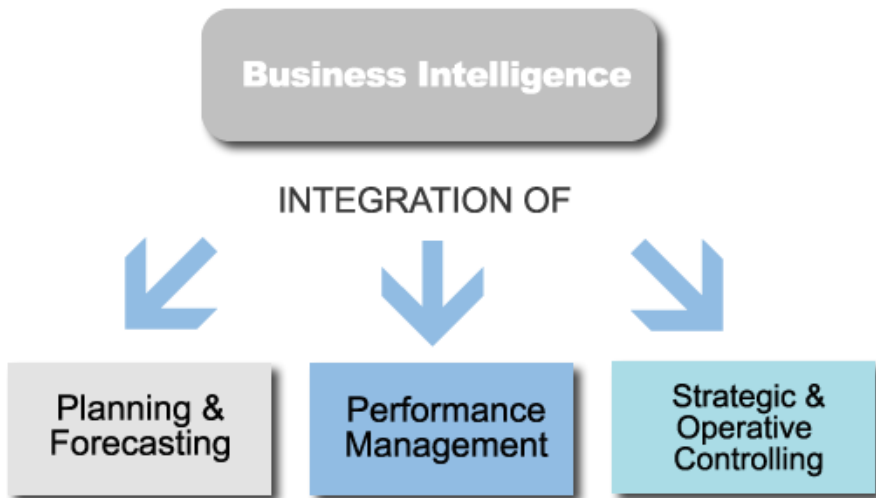 Business Intelligence
INTEGRATION OF
Planning &
Forecasting
Performance
Management
Strategic &
Operative
Controlling